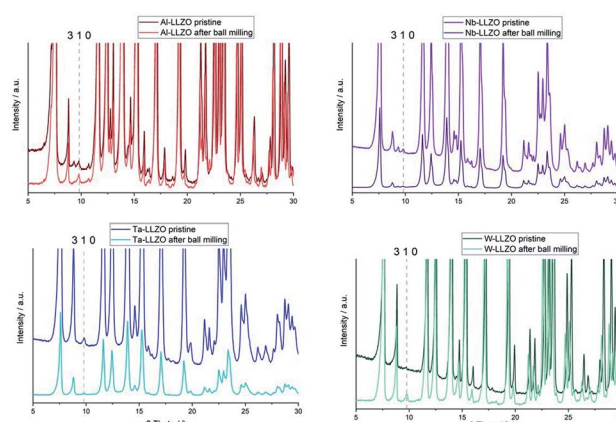 Al-LLZO pristine
Al-LLZO after ball milling
3 1 0
Intensity / a.u.
5 10 15 20 25 30
Nb-LLZO pristine
Nb-LLZO after ball milling
3 1 0
Intensity / a.u.
5 10 15 20 25 30
Ta-LLZO pristine
Ta-LLZO after ball milling
3 1 0
Intensity / a.u.
5 10 15 20 25 30
W-LLZO pristine
W-LLZO after ball milling
3 1 0
Intensity / a.u.
5 10 15 20 25 30